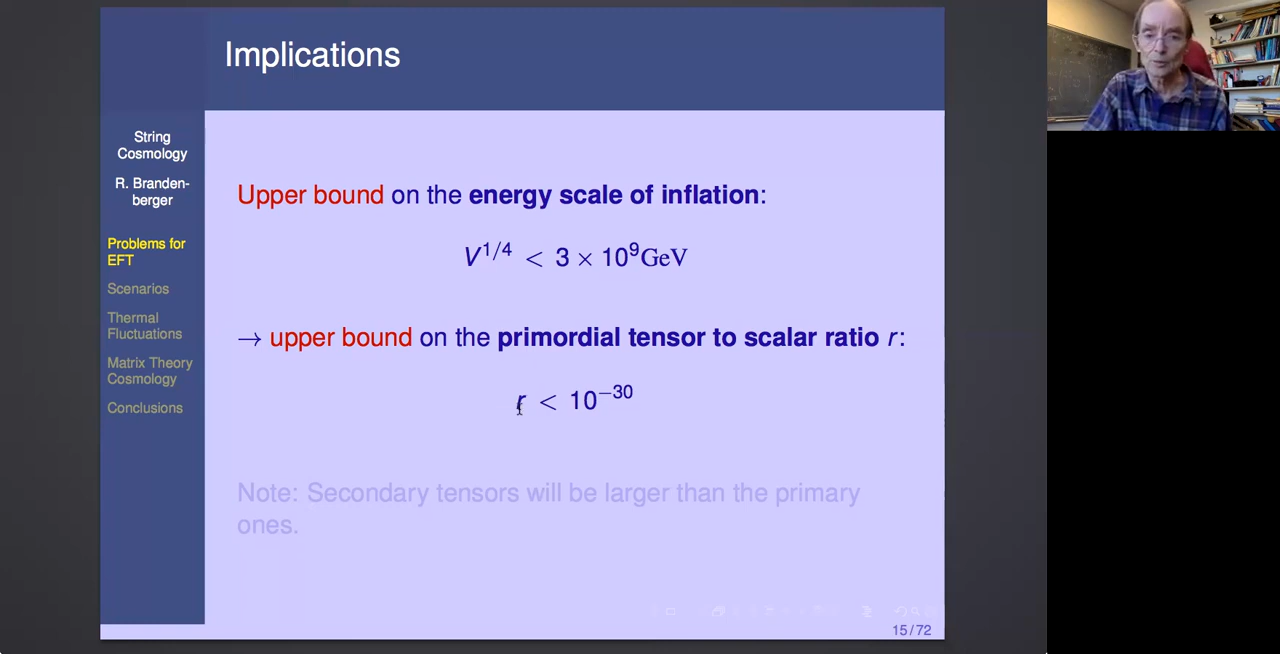 Implications
String
Cosmology
R. Branden-
berger
Problems for
EFT
Scenarios
Thermal
Fluctuations
Matrix Theory
Cosmology
Conclusions
Upper bound on the energy scale of inflation:
V^{1/4} < 3 × 10^9 GeV
→ upper bound on the primordial tensor to scalar ratio r:
r < 10^{−30}
Note: Secondary tensors will be larger than the primary
ones.
15/72